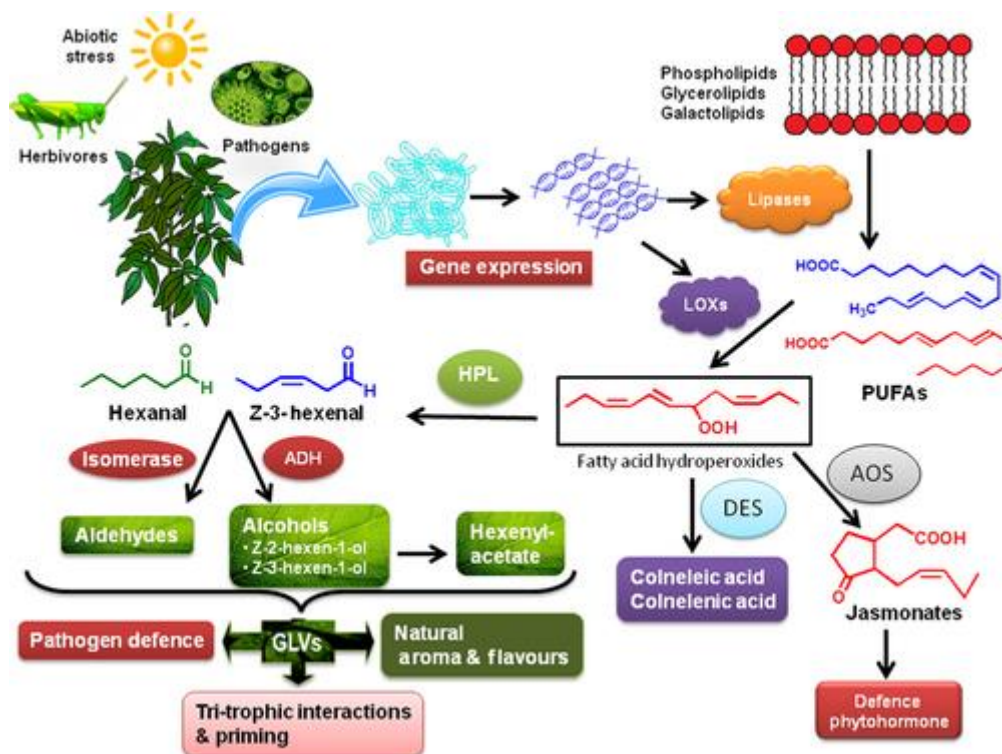 Abiotic
stress
Herbivores
Pathogens
Phospholipids
Glycerolipids
Galactolipids
Lipases
Gene expression
LOXs
HOOC
H₃C
HOOC
PUFAs
O
H
Hexanal
O
H
Z-3-hexenal
HPL
OOH
Fatty acid hydroperoxides
Isomerase
ADH
DES
AOS
Aldehydes
Alcohols
• Z-2-hexen-1-ol
• Z-3-hexen-1-ol
Hexenyl-
acetate
Colneleic acid
Colnelenic acid
COOH
O
Jasmonates
Pathogen defence
GLVs
Natural
aroma & flavours
Tri-trophic interactions
& priming
Defence
phytohormone